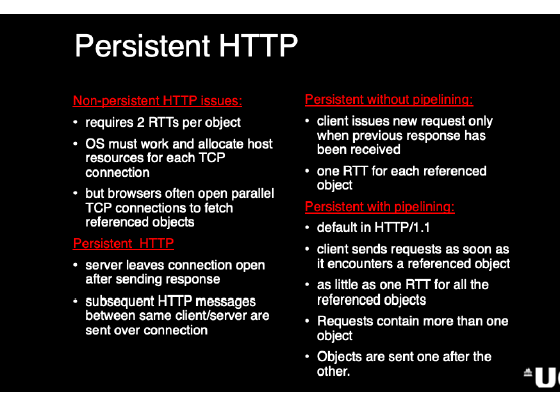 Persistent HTTP
Non-persistent HTTP issues:
• requires 2 RTTs per object
• OS must work and allocate host
resources for each TCP
connection
• but browsers often open parallel
TCP connections to fetch
referenced objects
Persistent HTTP
• server leaves connection open
after sending response
• subsequent HTTP messages
between same client/server are
sent over connection
Persistent without pipelining:
• client issues new request only
when previous response has
been received
• one RTT for each referenced
object
Persistent with pipelining:
• default in HTTP/1.1
• client sends requests as soon as
it encounters a referenced object
• as little as one RTT for all the
referenced objects
• Requests contain more than one
object
• Objects are sent one after the
other.